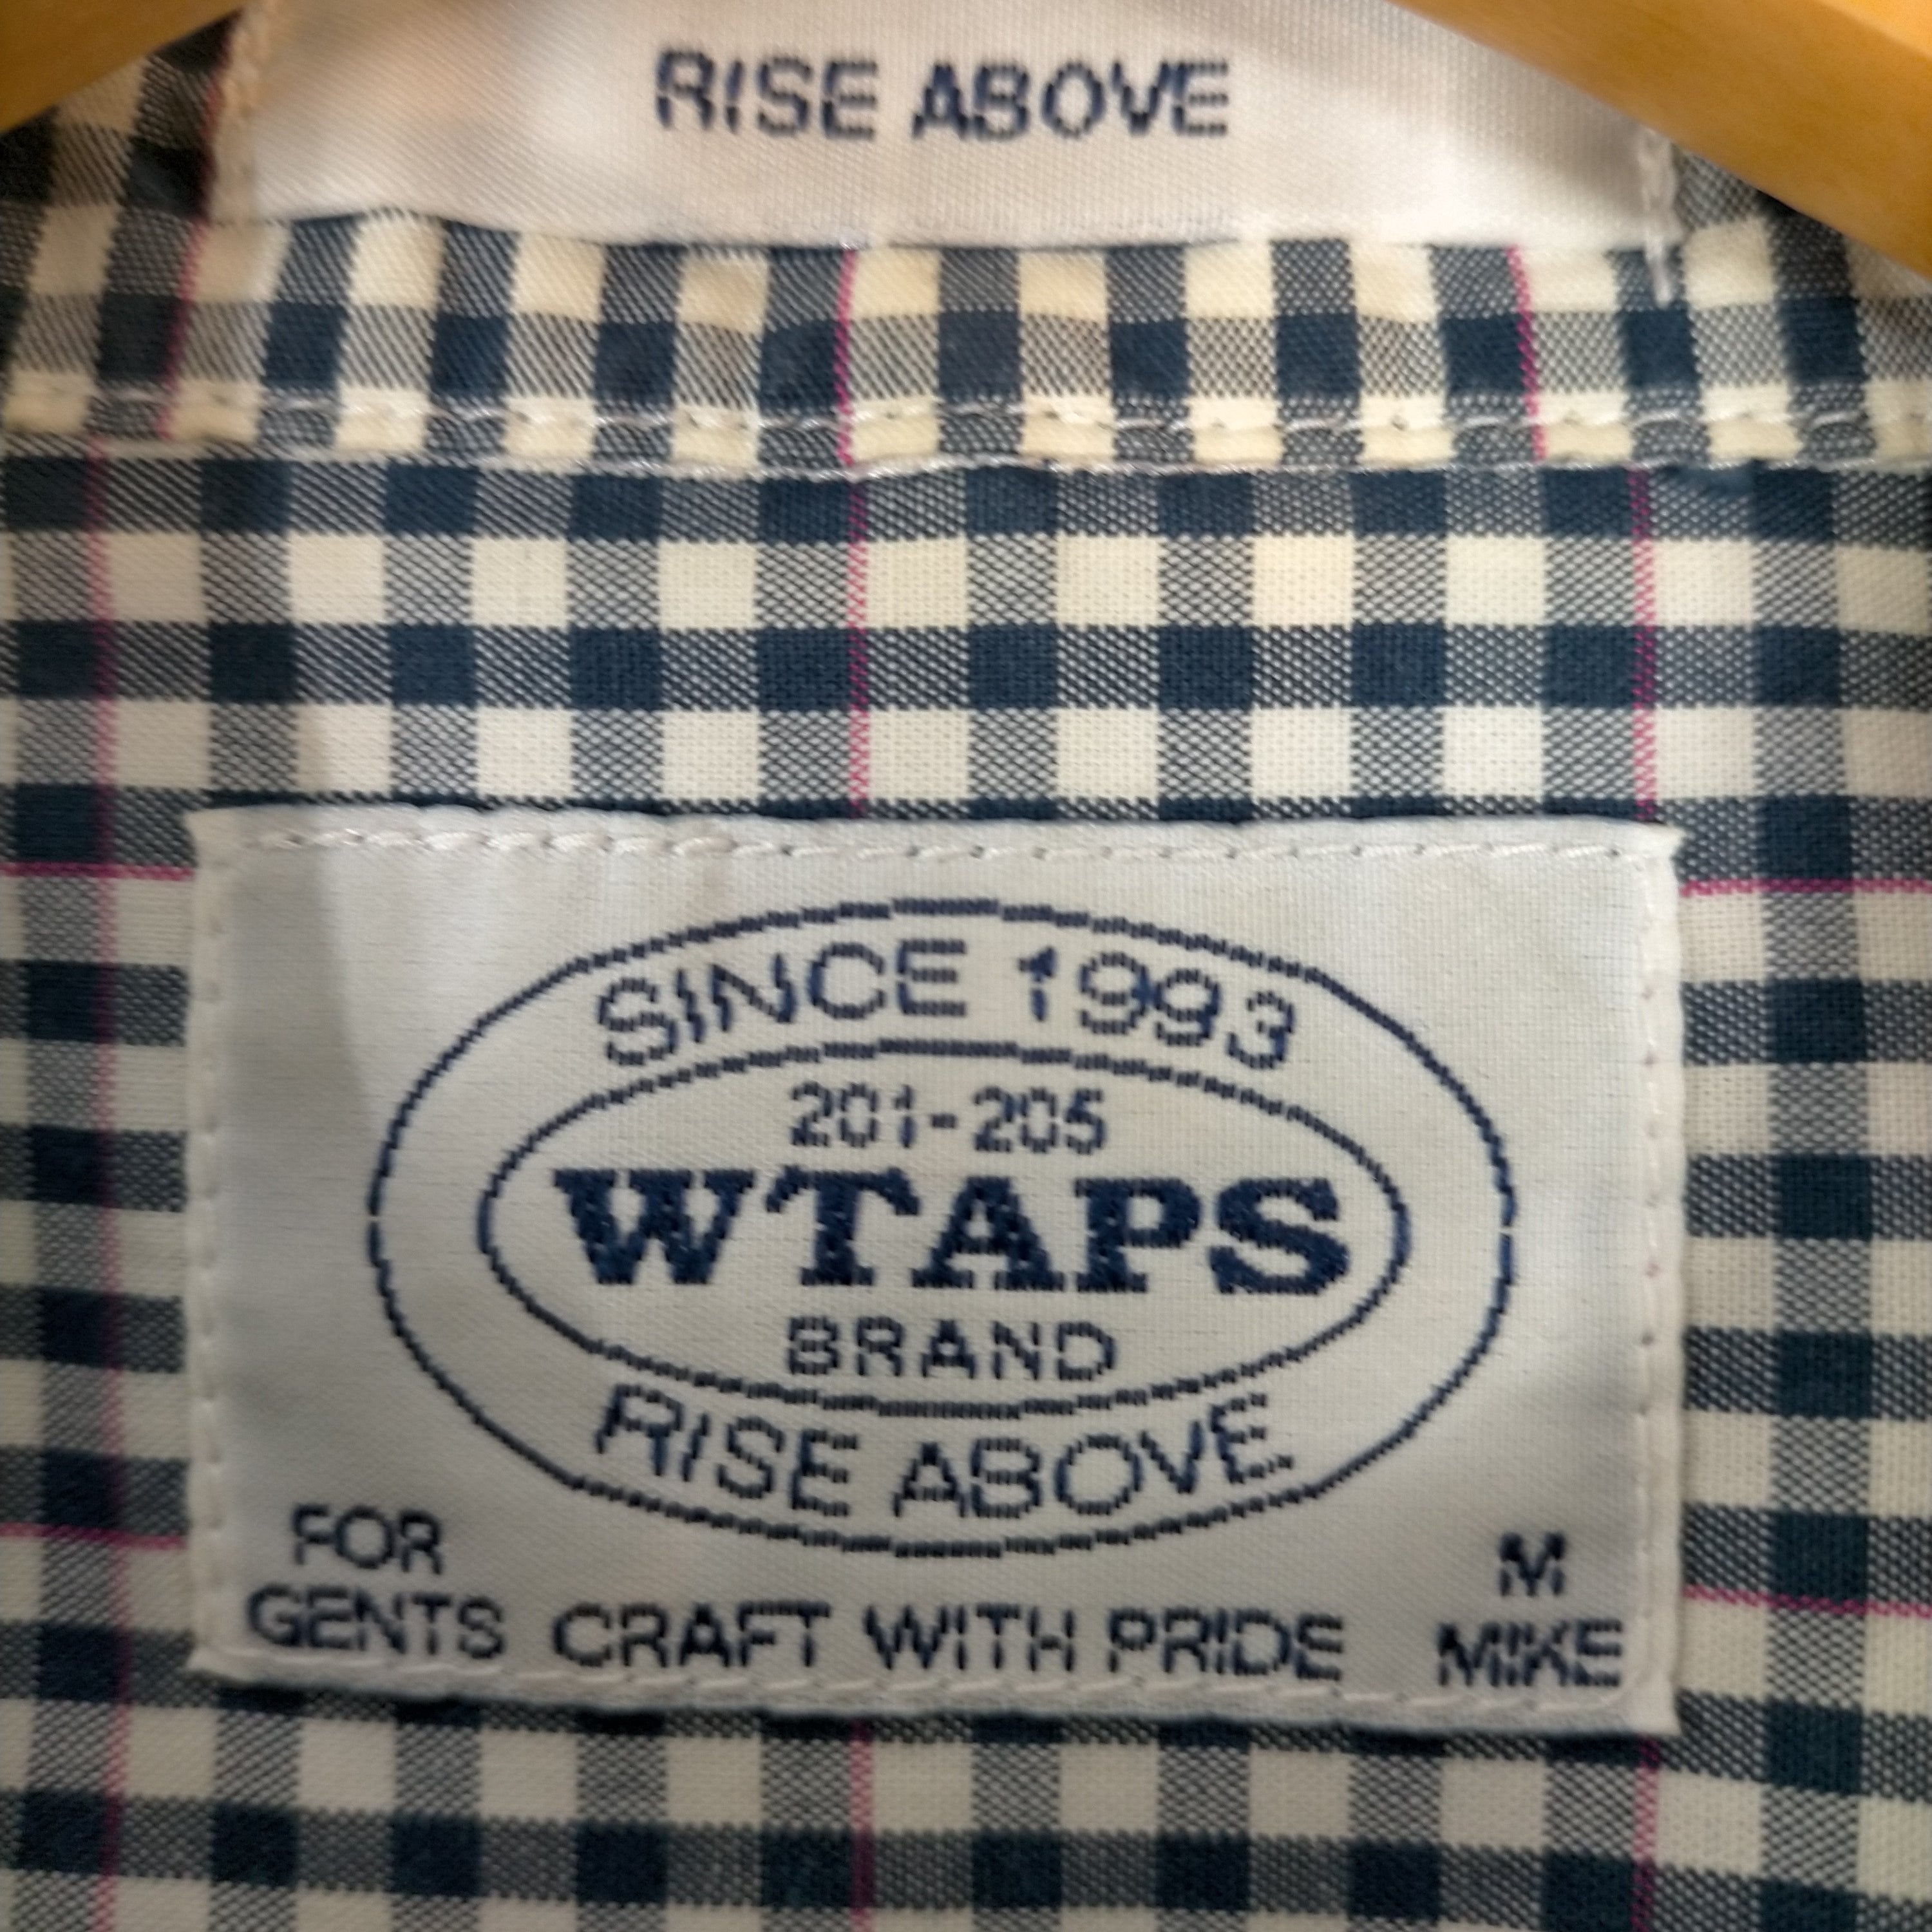 RISE ABOVE
SINCE 1993
201-205
WTAPS
BRAND
RISE ABOVE
FOR
GENTS
CRAFT WITH PRIDE
M
MIKE